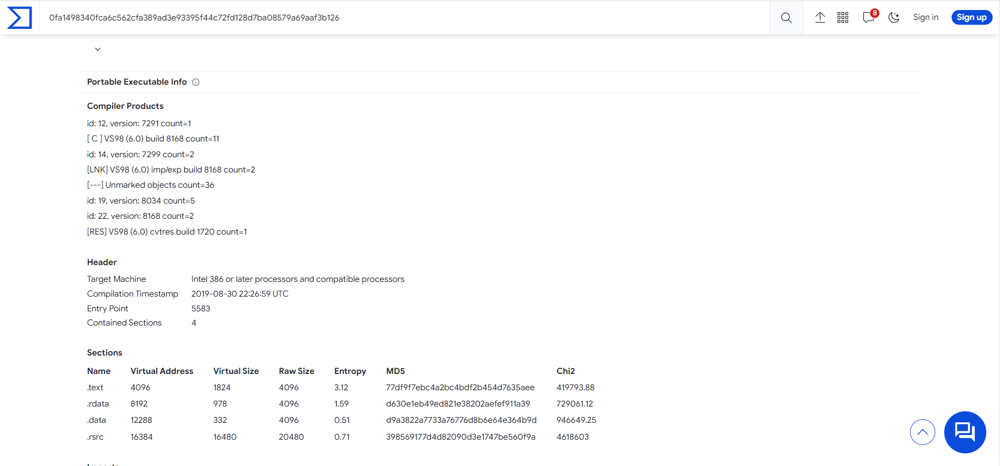 0fa1498340fca6c562cfa389ad3e93395f44c72fd128d7ba08579a69aaf3b126
8
Sign in
Sign up
Portable Executable Info
Compiler Products
id: 12, version: 7291 count=1
[ C ] VS98 (6.0) build 8168 count=11
id: 14, version: 7299 count=2
[LNK] VS98 (6.0) imp/exp build 8168 count=2
[---] Unmarked objects count=36
id: 19, version: 8034 count=5
id: 22, version: 8168 count=2
[RES] VS98 (6.0) cvtres build 1720 count=1
Header
Target Machine Intel 386 or later processors and compatible processors
Compilation Timestamp 2019-08-30 22:26:59 UTC
Entry Point 5583
Contained Sections 4
Sections
Name Virtual Address Virtual Size Raw Size Entropy MD5 Chi2
.text 4096 1824 4096 3.12 77df9f7ebc4a2bc4bdf2b454d7635aee 419793.88
.rdata 8192 978 4096 1.59 d630e1eb49ed821e38202aefef911a39 729061.12
.data 12288 332 4096 0.51 d9a3822a7733a76776d8b6e64e364b9d 946649.25
.rsrc 16384 16480 20480 0.71 398569177d4d82090d3e1747be560f9a 4618603